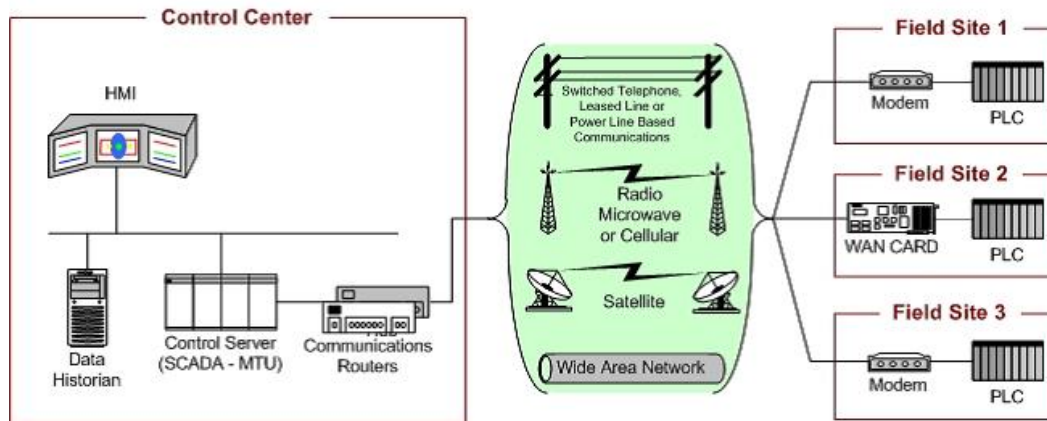 Control Center
HMI
Data
Historian
Control Server
(SCADA - MTU)
Communications
Routers
Switched Telephone,
Leased Line or
Power Line Based
Communications
Radio
Microwave
or Cellular
Satellite
Wide Area Network
Field Site 1
Modem
PLC
Field Site 2
WAN CARD
PLC
Field Site 3
Modem
PLC